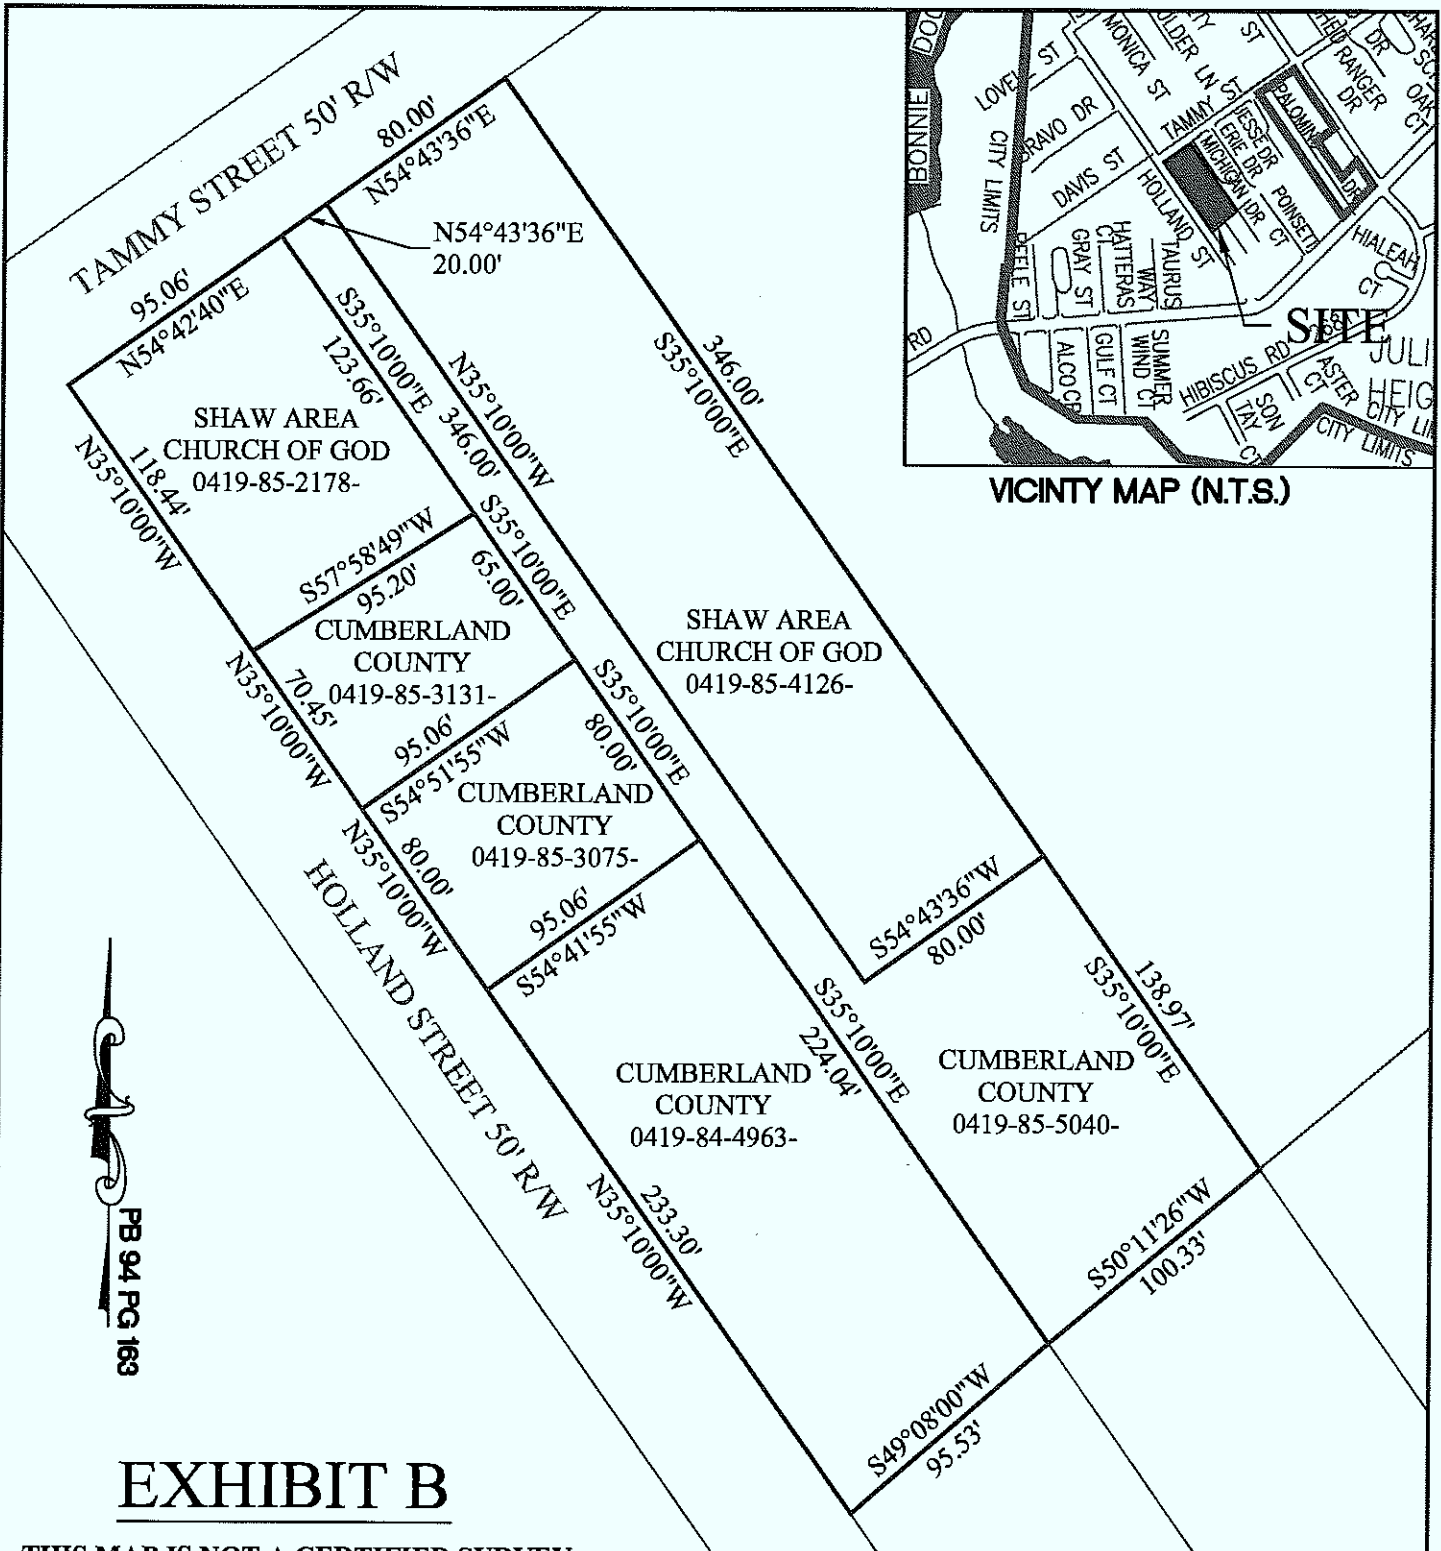 TAMMY STREET 50' R/W
80.00'
N54°43'36"E
N54°43'36"E
20.00'
95.06'
N54°42'40"E
S35°10'00"E
123.66'
346.00'
N35°10'00"W
346.00'
S35°10'00"E
SHAW AREA
CHURCH OF GOD
0419-85-2178-
118.44'
N35°10'00"W
S57°58'49"W
95.20'
S35°10'00"E
65.00'
CUMBERLAND
COUNTY
0419-85-3131-
70.45'
N35°10'00"W
95.06'
S54°51'55"W
S35°10'00"E
80.00'
SHAW AREA
CHURCH OF GOD
0419-85-4126-
CUMBERLAND
COUNTY
0419-85-3075-
80.00'
N35°10'00"W
95.06'
S54°41'55"W
S54°43'36"W
80.00'
HOLLAND STREET 50' R/W
138.97'
S35°10'00"E
S35°10'00"E
224.04'
CUMBERLAND
COUNTY
0419-84-4963-
CUMBERLAND
COUNTY
0419-85-5040-
233.30'
N35°10'00"W
S50°11'26"W
100.33'
S49°08'00"W
95.53'
PB 94 PG 163
EXHIBIT B
BONNIE
LOVELL ST
MONICA ST
TAMMY ST
RANGER
DR
OAK
CT
PALOMINO
DR
JESSE DR
ERIE DR
MICHIGAN DR
CT
CITY LIMITS
BRAVO DR
DAVIS ST
HOLLAND ST
HIALEAH
CT
PEELE ST
GRAY ST
HATTERAS
CT
TAURUS
WAY
SITE
RD
GULF CT
SUMMER
WIND CT
HIBISCUS RD
ASTER
CT
SON
TAY
CT
CITY LIMITS
VICINTY MAP (N.T.S.)